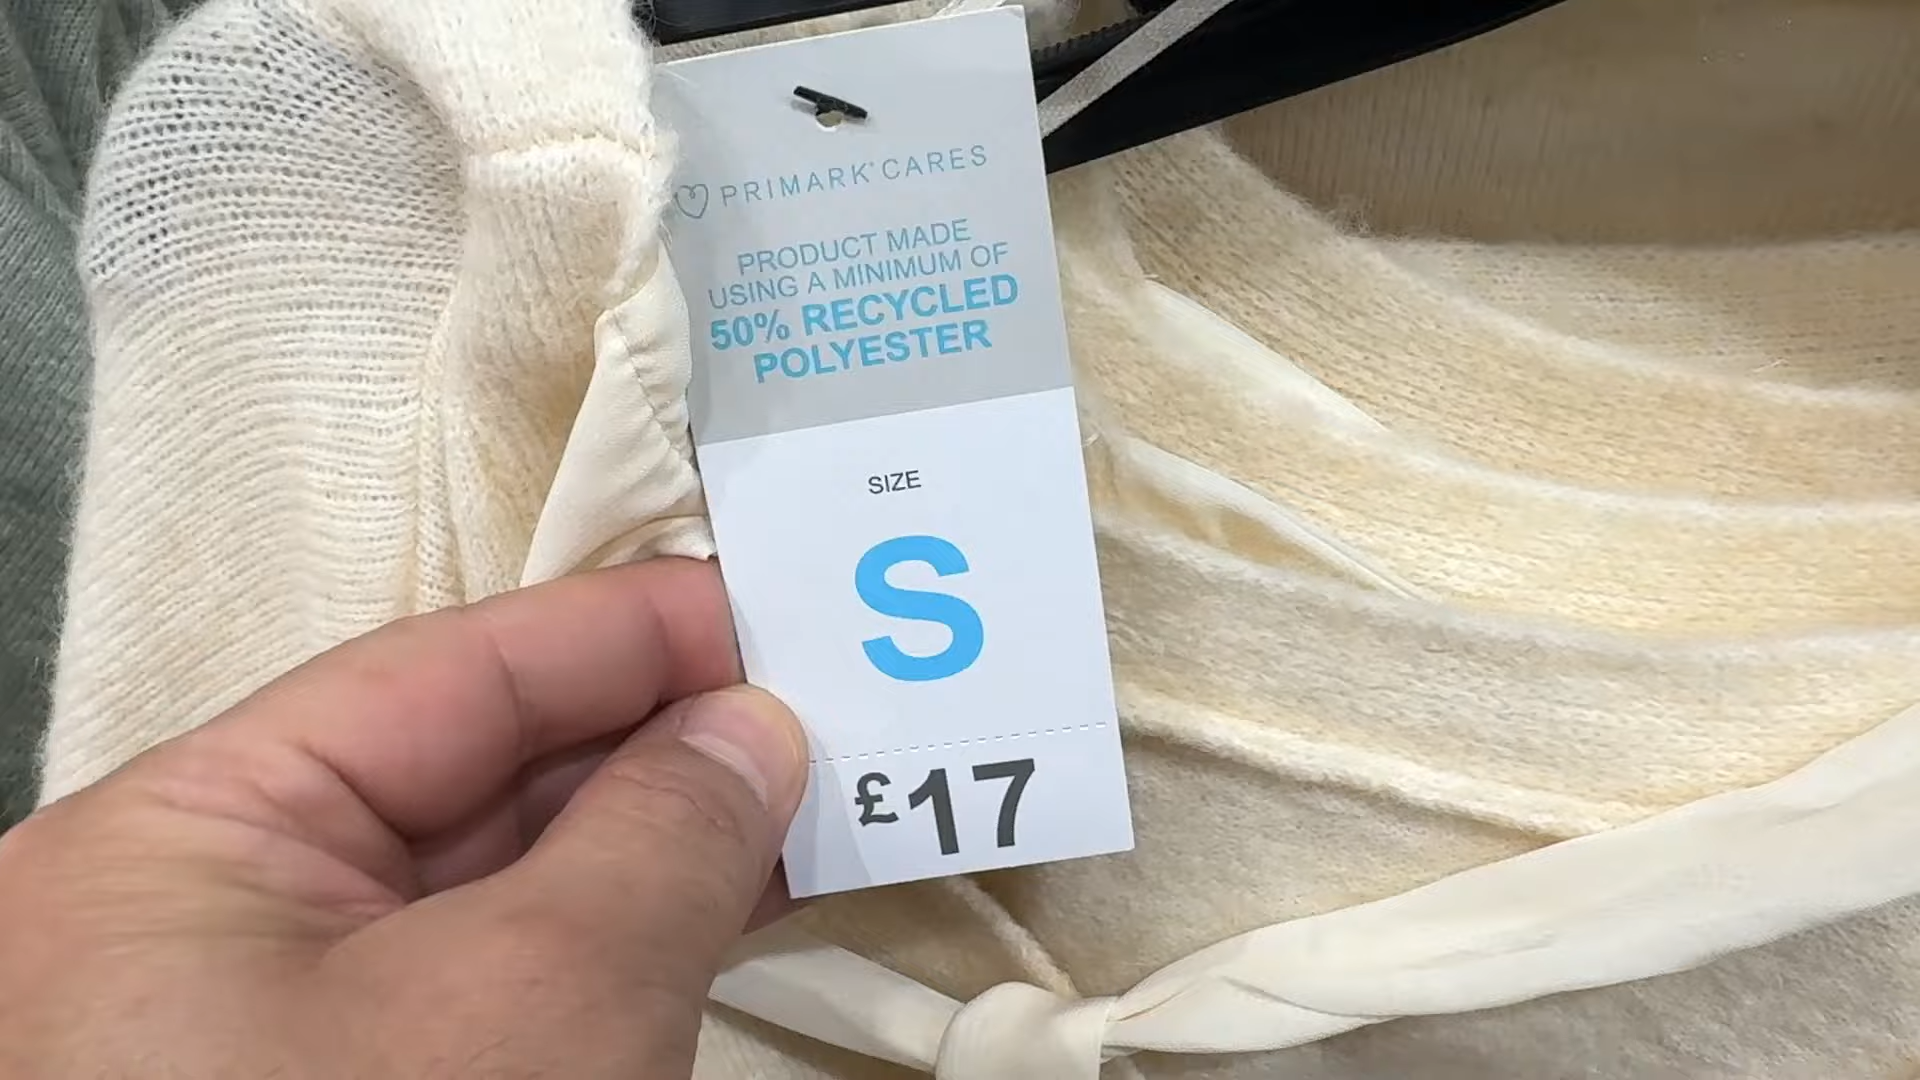 PRIMARK® CARES
PRODUCT MADE
USING A MINIMUM OF
50% RECYCLED
POLYESTER
SIZE
S
£17